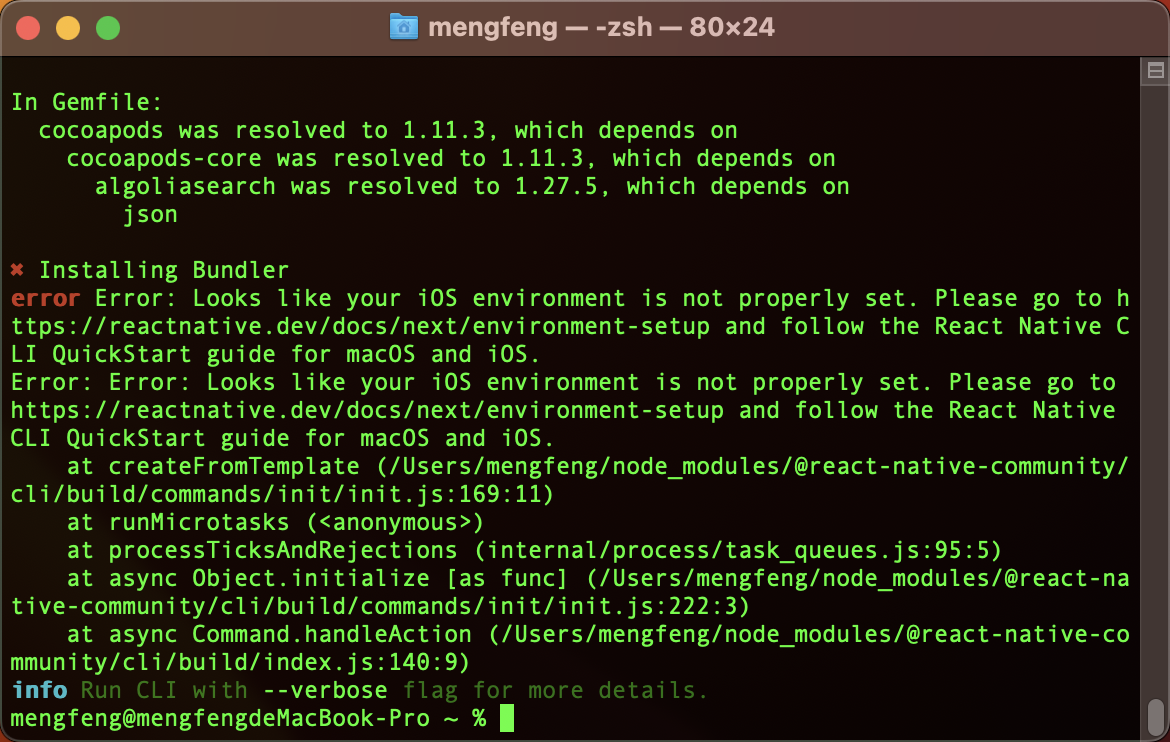 mengfeng — -zsh — 80×24
In Gemfile:
  cocoapods was resolved to 1.11.3, which depends on
    cocoapods-core was resolved to 1.11.3, which depends on
      algoliasearch was resolved to 1.27.5, which depends on
        json
✖ Installing Bundler
error Error: Looks like your iOS environment is not properly set. Please go to h
ttps://reactnative.dev/docs/next/environment-setup and follow the React Native C
LI QuickStart guide for macOS and iOS.
Error: Error: Looks like your iOS environment is not properly set. Please go to
https://reactnative.dev/docs/next/environment-setup and follow the React Native
CLI QuickStart guide for macOS and iOS.
    at createFromTemplate (/Users/mengfeng/node_modules/@react-native-community/
cli/build/commands/init/init.js:169:11)
    at runMicrotasks (<anonymous>)
    at processTicksAndRejections (internal/process/task_queues.js:95:5)
    at async Object.initialize [as func] (/Users/mengfeng/node_modules/@react-na
tive-community/cli/build/commands/init/init.js:222:3)
    at async Command.handleAction (/Users/mengfeng/node_modules/@react-native-co
mmunity/cli/build/index.js:140:9)
info Run CLI with --verbose flag for more details.
mengfeng@mengfengdeMacBook-Pro ~ %